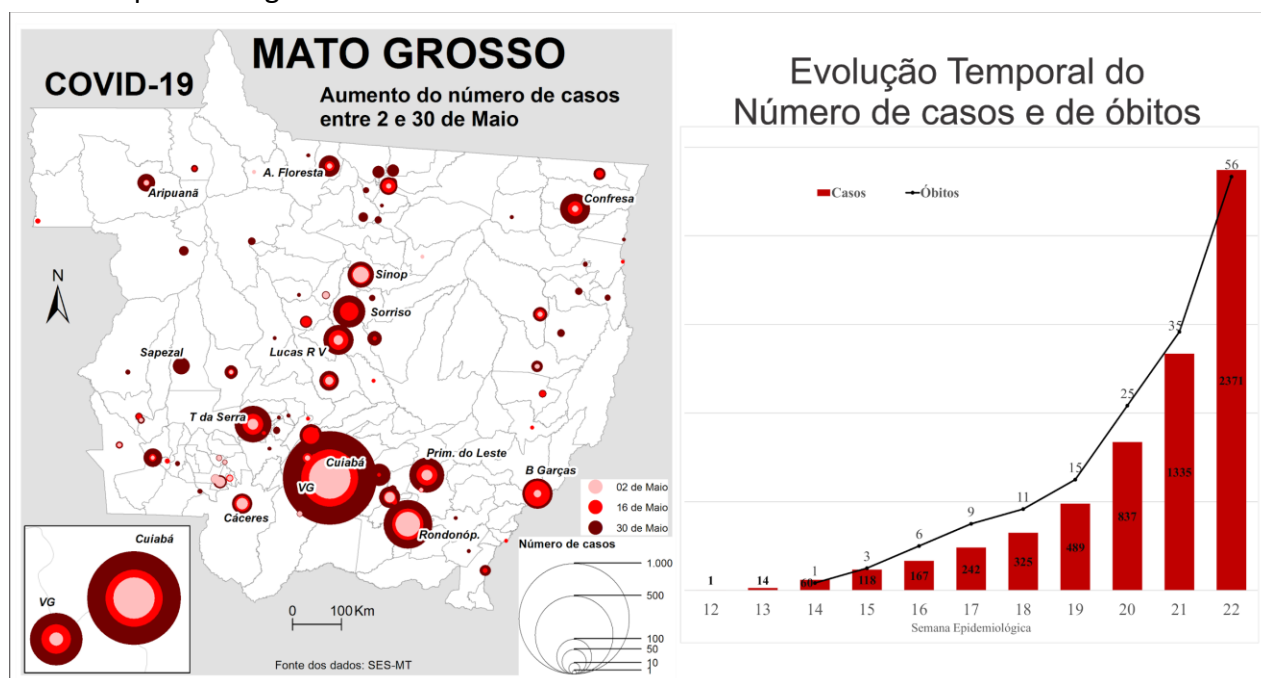 MATO GROSSO
COVID-19
Aumento do número de casos
entre 2 e 30 de Maio
A. Floresta
Aripuanã
Confresa
N
Sinop
Sorriso
Lucas R V
Sapezal
T da Serra
Cuiabá
VG
Prim. do Leste
B Garças
Cáceres
Rondonóp.
02 de Maio
16 de Maio
30 de Maio
Número de casos
1.000
500
100
50
10
1
Cuiabá
VG
0 100 Km
Fonte dos dados: SES-MT
Evolução Temporal do
Número de casos e de óbitos
Casos
Óbitos
56
35
25
15
11
9
6
3
1
1 14 60 118 167 242 325 489 837 1335 2371
12 13 14 15 16 17 18 19 20 21 22
Semana Epidemiológica